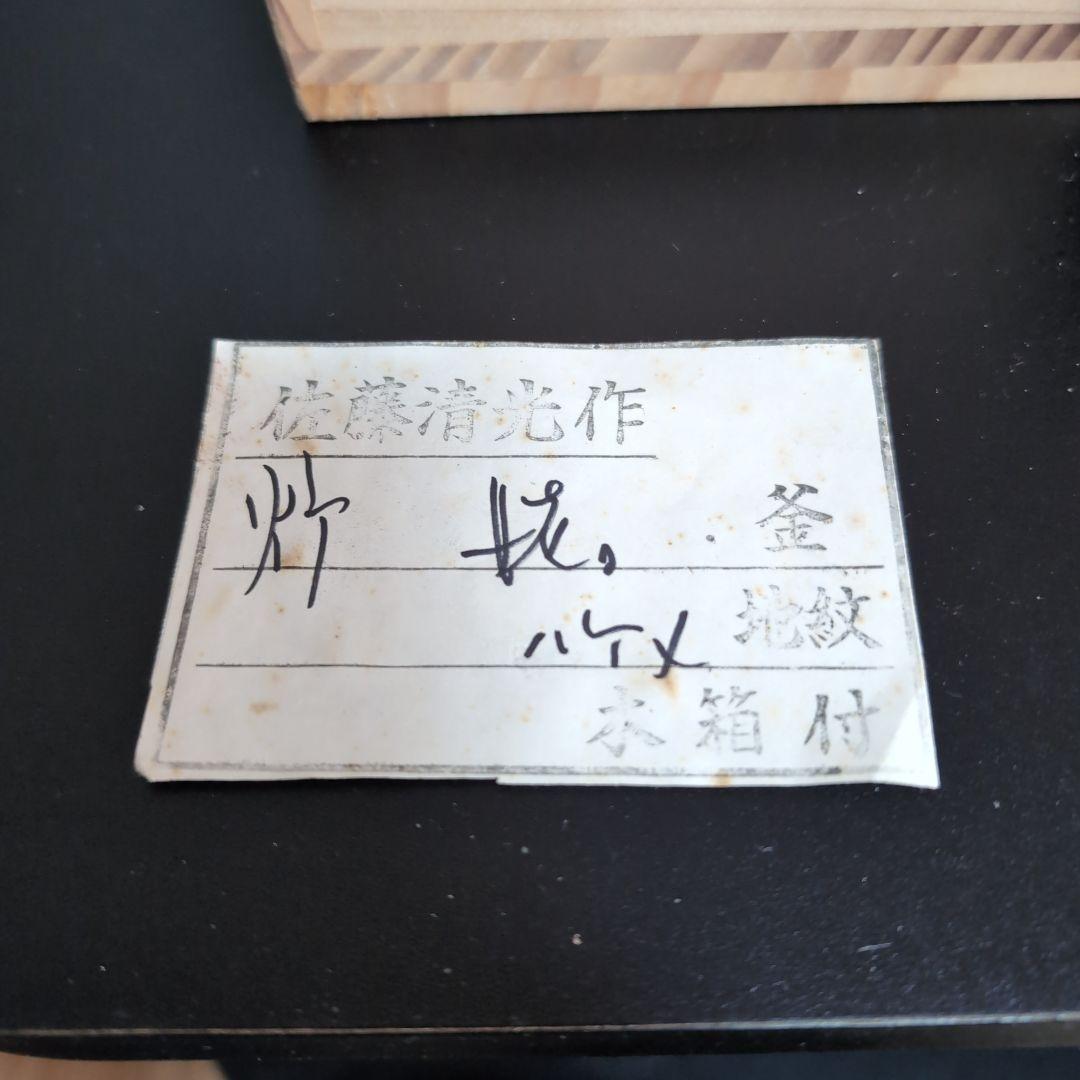 佐藤清光作
炉 釜
ハケメ 地紋
木箱付